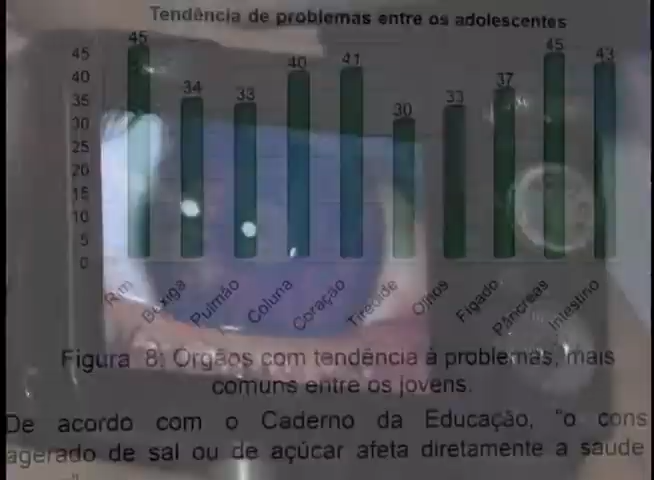 Tendência de problemas entre os adolescentes
45 34 33 40 41 30 33 37 45 43
45
40
35
30
25
20
15
10
5
0
Rim Bexiga Pulmão Coluna Coração Tireoide Olhos Fígado Pâncreas Intestino
Figura 8: Orgãos com tendência à problemas, mais
comuns entre os jovens.
De acordo com o Caderno da Educação, "o cons
agerado de sal ou de açúcar afeta diretamente a saúde